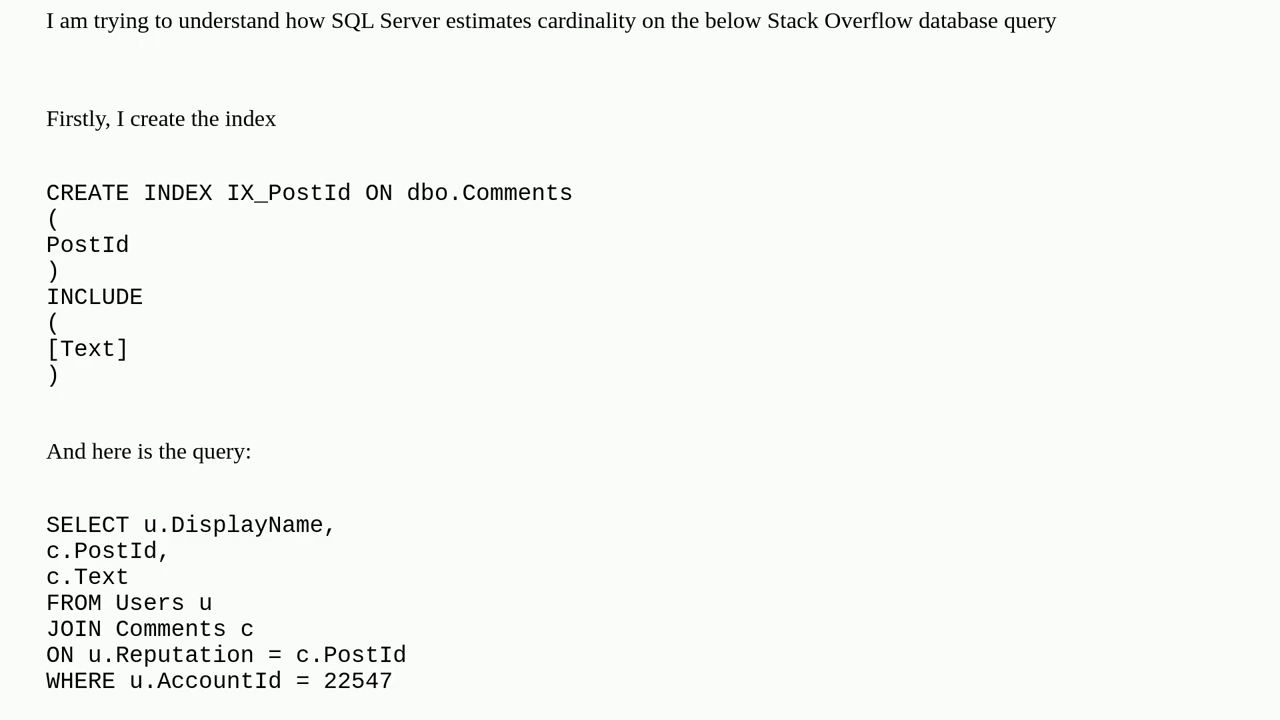 I am trying to understand how SQL Server estimates cardinality on the below Stack Overflow database query
Firstly, I create the index
CREATE INDEX IX_PostId ON dbo.Comments
(
PostId
)
INCLUDE
(
[Text]
)
And here is the query:
SELECT u.DisplayName,
c.PostId,
c.Text
FROM Users u
JOIN Comments c
ON u.Reputation = c.PostId
WHERE u.AccountId = 22547